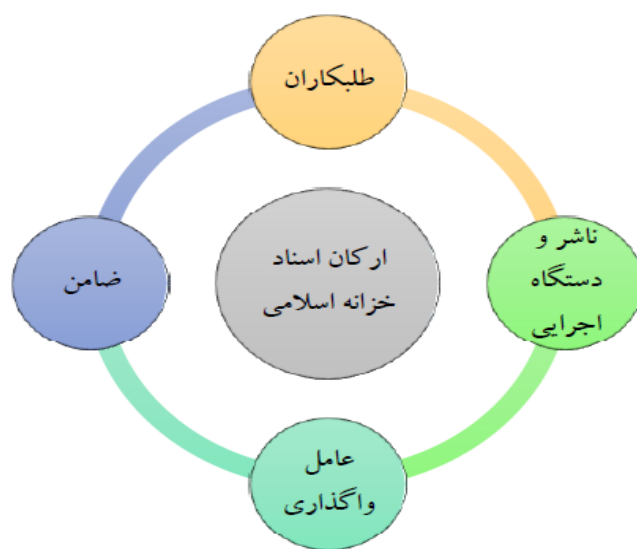 طلبکاران
ناشر و
دستگاه
اجرایی
ارکان اسناد
خزانه اسلامی
ضامن
عامل
واگذاری